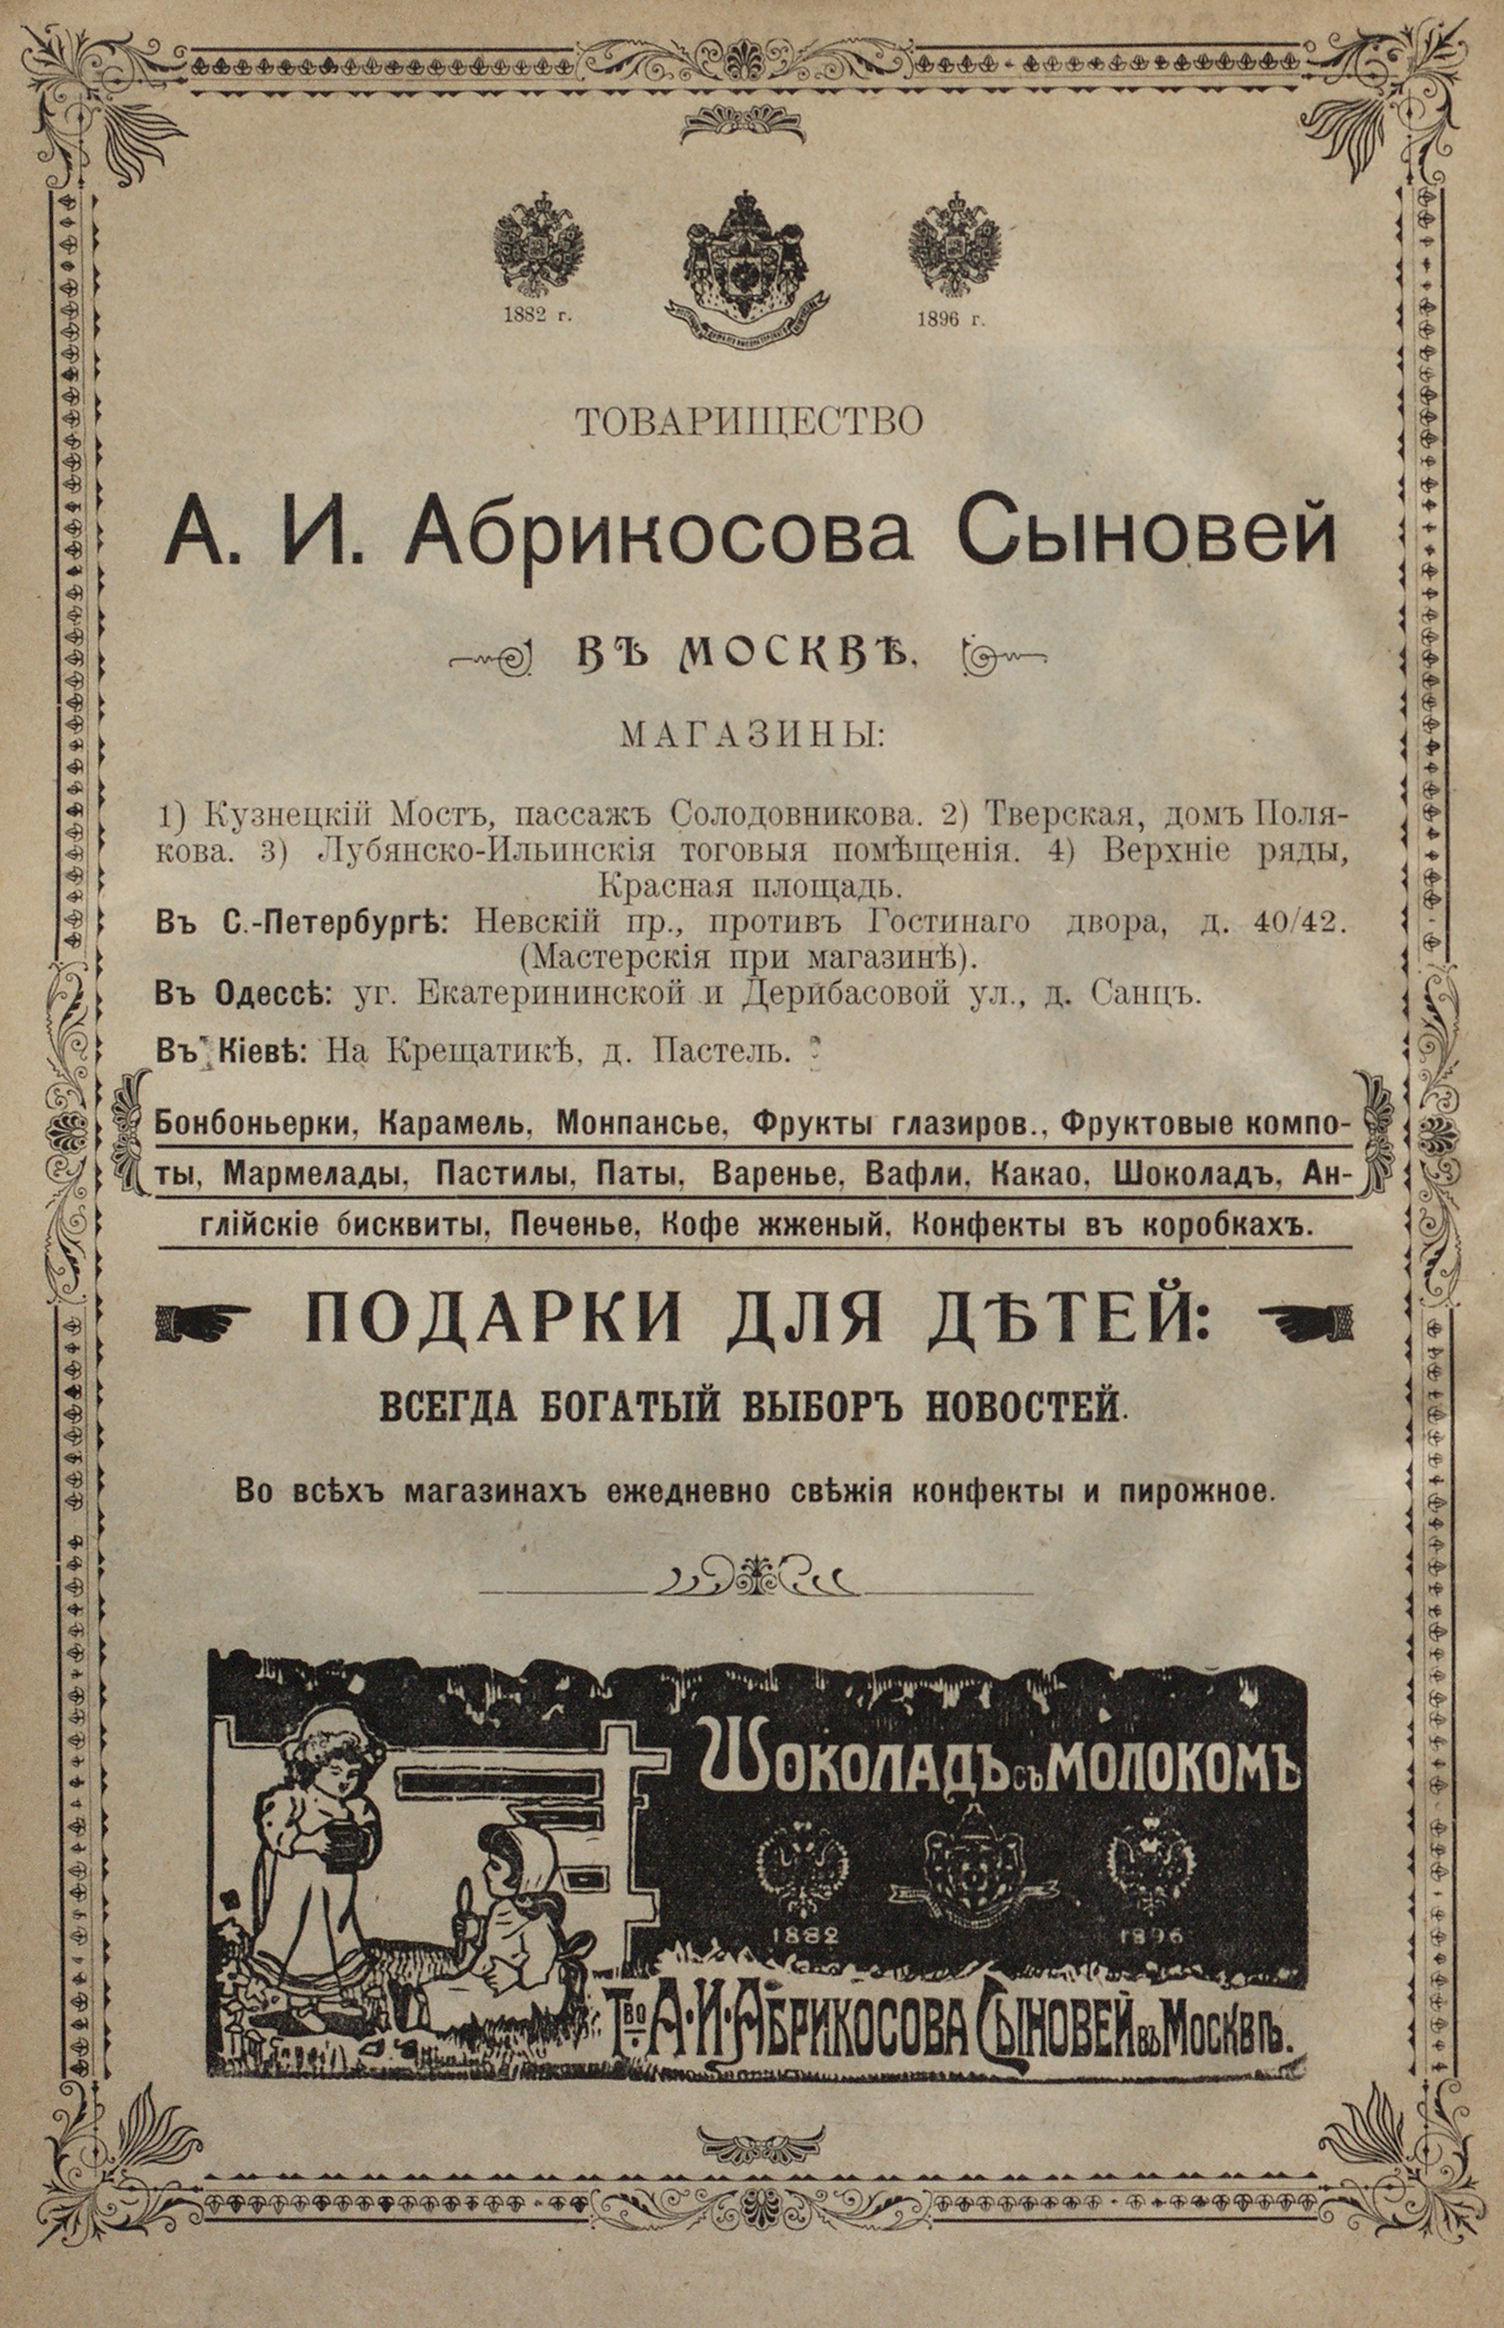 1882 г.
1896 г.
ТОВАРИЩЕСТВО
А. И. Абрикосова Сыновей
ВЪ МОСКВѢ.
МАГАЗИНЫ:
1) Кузнецкій Мостъ, пассажъ Солодовникова. 2) Тверская, домъ Поля-
кова. 3) Лубянско-Ильинскія тоговыя помѣщенія. 4) Верхніе ряды,
Красная площадь.
Въ С.-Петербургѣ: Невскій пр., противъ Гостинаго двора, д. 40/42.
(Мастерскія при магазинѣ).
Въ Одессѣ: уг. Екатерининской и Дерибасовой ул., д. Санцъ.
Въ Кіевѣ: На Крещатикѣ, д. Пастель.
Бонбоньерки, Карамель, Монпансье, Фрукты глазиров., Фруктовые компо-
ты, Мармелады, Пастилы, Паты, Варенье, Вафли, Какао, Шоколадъ, Ан-
глійскіе бисквиты, Печенье, Кофе жженый, Конфекты въ коробкахъ.
ПОДАРКИ ДЛЯ ДѢТЕЙ:
ВСЕГДА БОГАТЫЙ ВЫБОРЪ НОВОСТЕЙ.
Во всѣхъ магазинахъ ежедневно свѣжія конфекты и пирожное.
Шоколадъ съ молокомъ
1882
1896
Тво А. И. Абрикосова Сыновей въ Москвѣ.